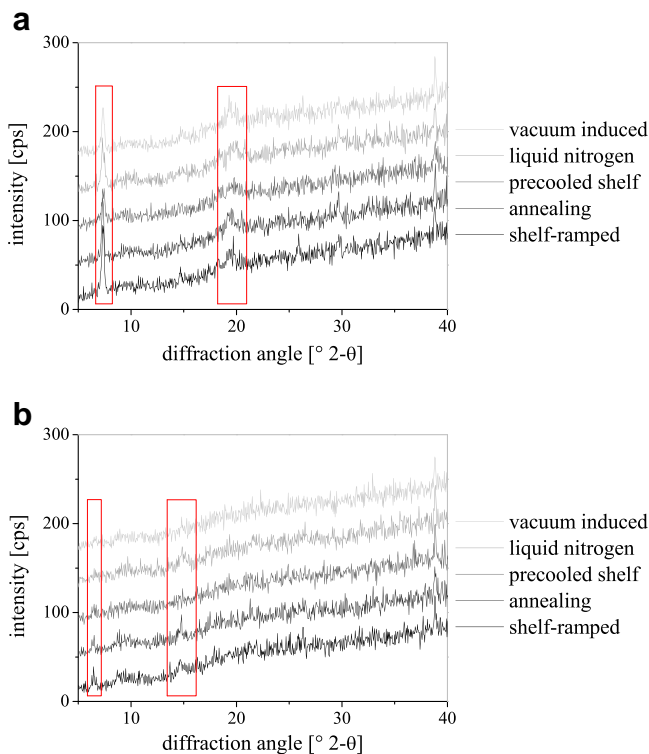 a
300
200
100
0
intensity [cps]
10 20 30 40
diffraction angle [° 2-θ]
vacuum induced
liquid nitrogen
precooled shelf
annealing
shelf-ramped
b
300
200
100
0
intensity [cps]
10 20 30 40
diffraction angle [° 2-θ]
vacuum induced
liquid nitrogen
precooled shelf
annealing
shelf-ramped